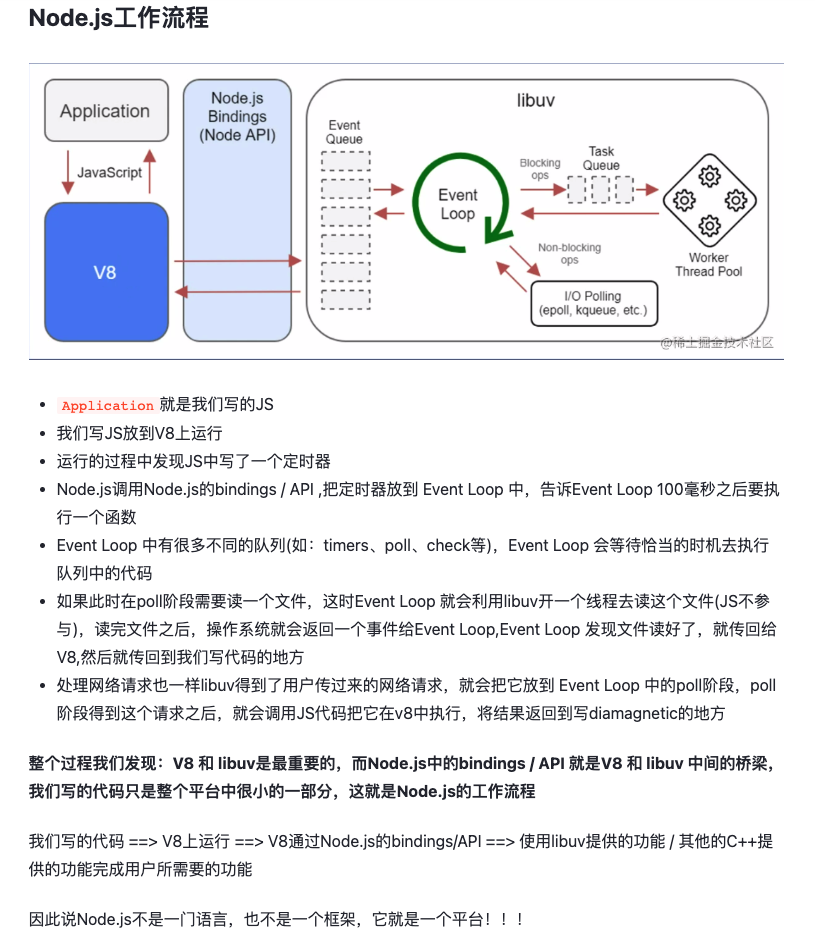 Node.js工作流程
Application
JavaScript
V8
Node.js
Bindings
(Node API)
libuv
Event
Queue
Event
Loop
Blocking
ops
Task
Queue
Worker
Thread Pool
Non-blocking
ops
I/O Polling
(epoll, kqueue, etc.)
@稀土掘金技术社区
• Application就是我们写的JS
• 我们写JS放到V8上运行
• 运行的过程中发现JS中写了一个定时器
• Node.js调用Node.js的bindings / API ,把定时器放到 Event Loop 中，告诉Event Loop 100毫秒之后要执
行一个函数
• Event Loop 中有很多不同的队列(如：timers、poll、check等)，Event Loop 会等待恰当的时机去执行
队列中的代码
• 如果此时在poll阶段需要读一个文件，这时Event Loop 就会利用libuv开一个线程去读这个文件(JS不参
与)，读完文件之后，操作系统就会返回一个事件给Event Loop,Event Loop 发现文件读好了，就传回给
V8,然后就传回到我们写代码的地方
• 处理网络请求也一样libuv得到了用户传过来的网络请求，就会把它放到 Event Loop 中的poll阶段，poll
阶段得到这个请求之后，就会调用JS代码把它在v8中执行，将结果返回到写diamagnetic的地方
整个过程我们发现：V8 和 libuv是最重要的，而Node.js中的bindings / API 就是V8 和 libuv 中间的桥梁，
我们写的代码只是整个平台中很小的一部分，这就是Node.js的工作流程
我们写的代码 ==> V8上运行 ==> V8通过Node.js的bindings/API ==> 使用libuv提供的功能 / 其他的C++提
供的功能完成用户所需要的功能
因此说Node.js不是一门语言，也不是一个框架，它就是一个平台！！！